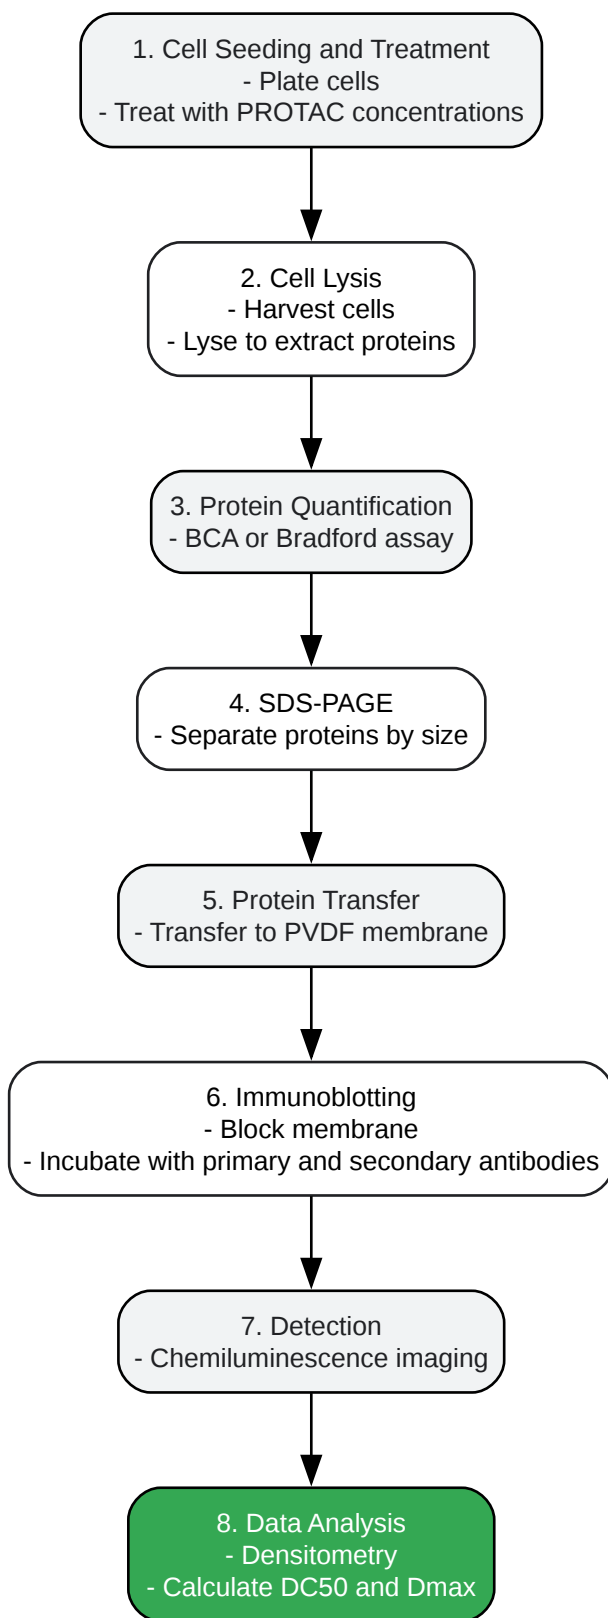 1. Cell Seeding and Treatment
- Plate cells
- Treat with PROTAC concentrations
2. Cell Lysis
- Harvest cells
- Lyse to extract proteins
3. Protein Quantification
- BCA or Bradford assay
4. SDS-PAGE
- Separate proteins by size
5. Protein Transfer
- Transfer to PVDF membrane
6. Immunoblotting
- Block membrane
- Incubate with primary and secondary antibodies
7. Detection
- Chemiluminescence imaging
8. Data Analysis
- Densitometry
- Calculate DC50 and Dmax